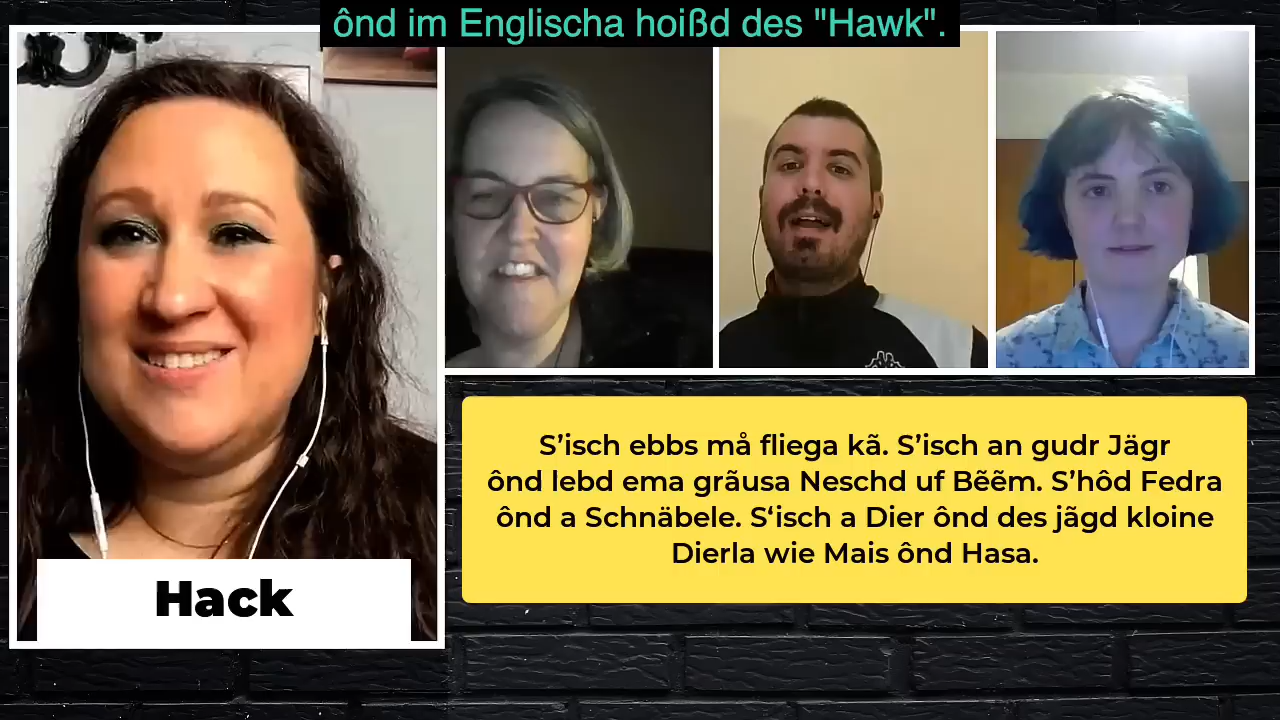 ônd im Englischa hoißd des "Hawk".
S’isch ebbs må fliega kã. S’isch an gudr Jägr
ônd lebd ema grãusa Neschd uf Bẽẽm. S’hôd Fedra
ônd a Schnäbele. S‘isch a Dier ônd des jãgd kloine
Dierla wie Mais ônd Hasa.
Hack